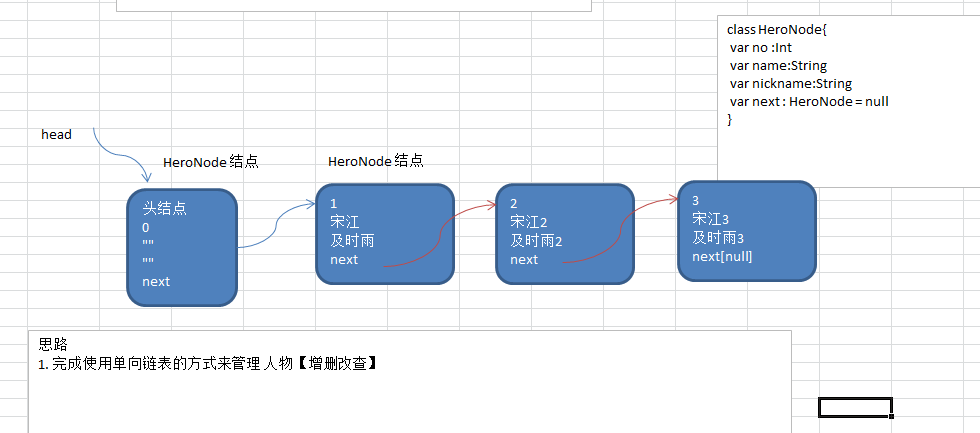 class HeroNode{
var no :Int
var name:String
var nickname:String
var next : HeroNode = null
}
head
HeroNode 结点
HeroNode 结点
头结点
0
""
""
next
1
宋江
及时雨
next
2
宋江2
及时雨2
next
3
宋江3
及时雨3
next[null]
思路
1. 完成使用单向链表的方式来管理 人物【增删改查】